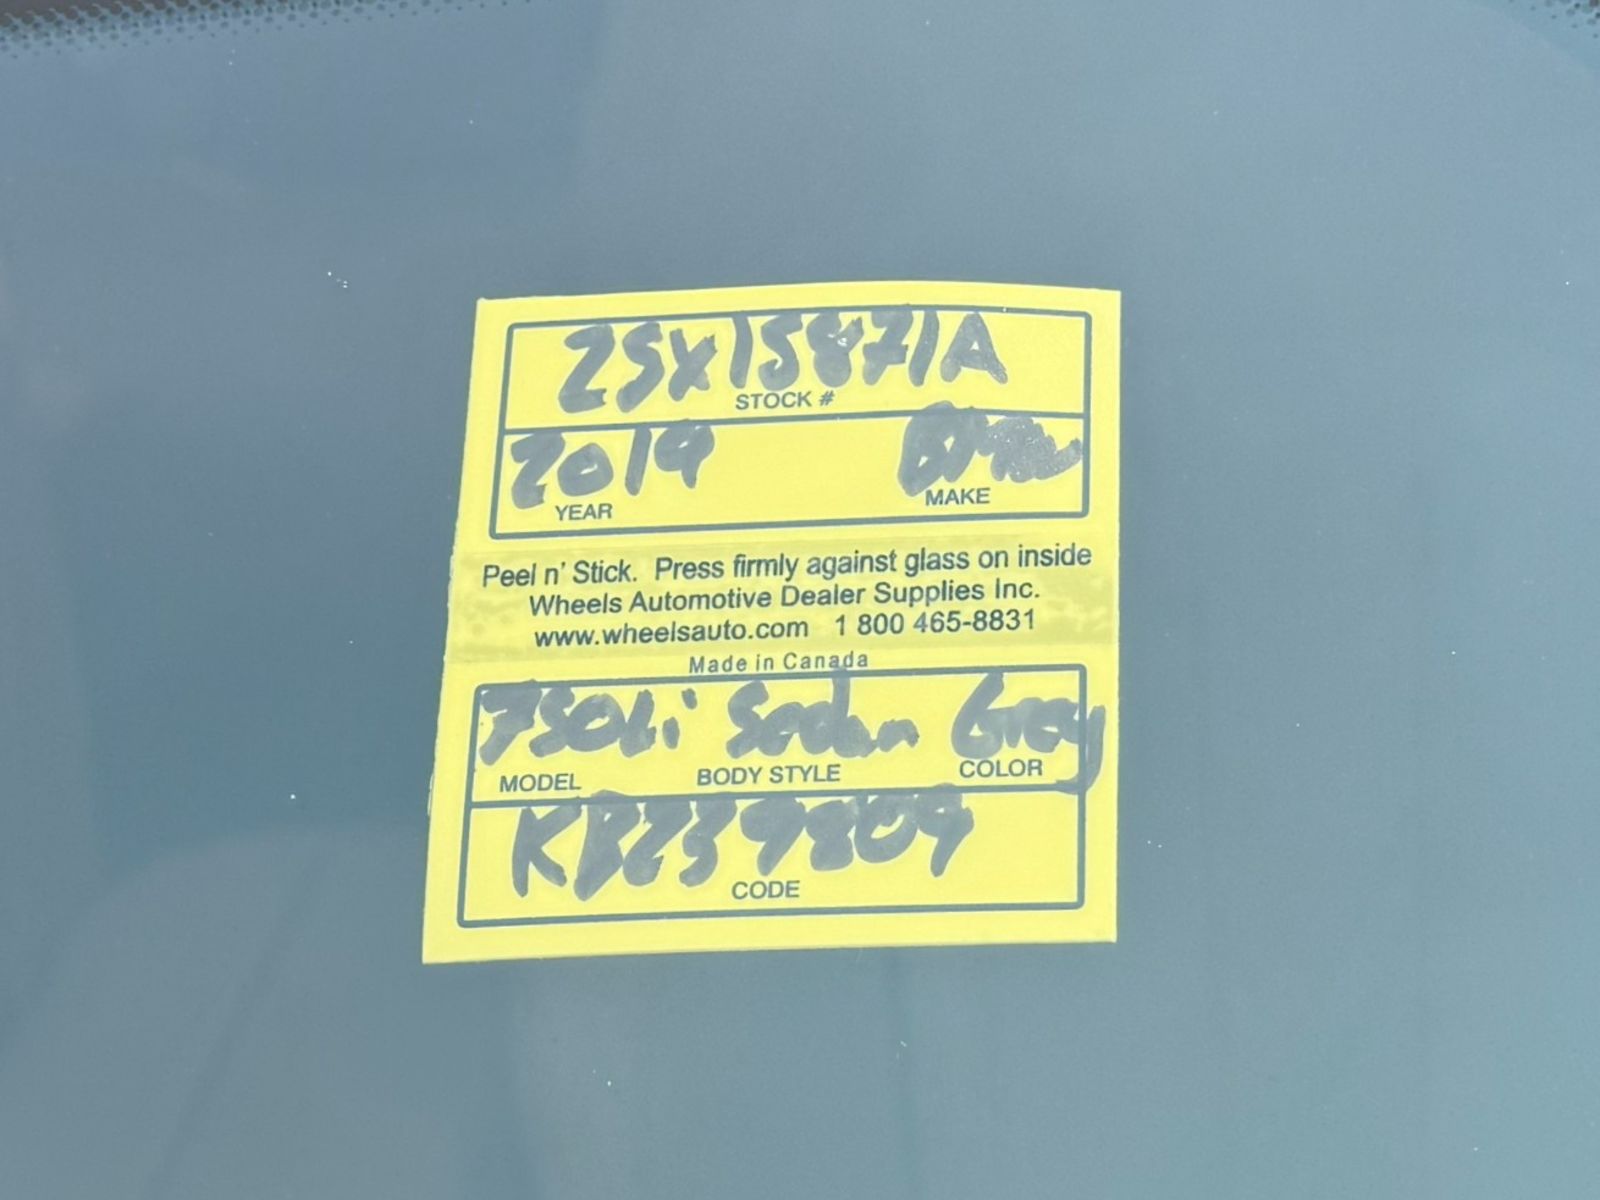 25X15871A
STOCK #
2019 BMW
YEAR MAKE
Peel n' Stick. Press firmly against glass on inside
Wheels Automotive Dealer Supplies Inc.
www.wheelsauto.com 1 800 465-8831
Made in Canada
750Li Sedan Grey
MODEL BODY STYLE COLOR
KB239809
CODE